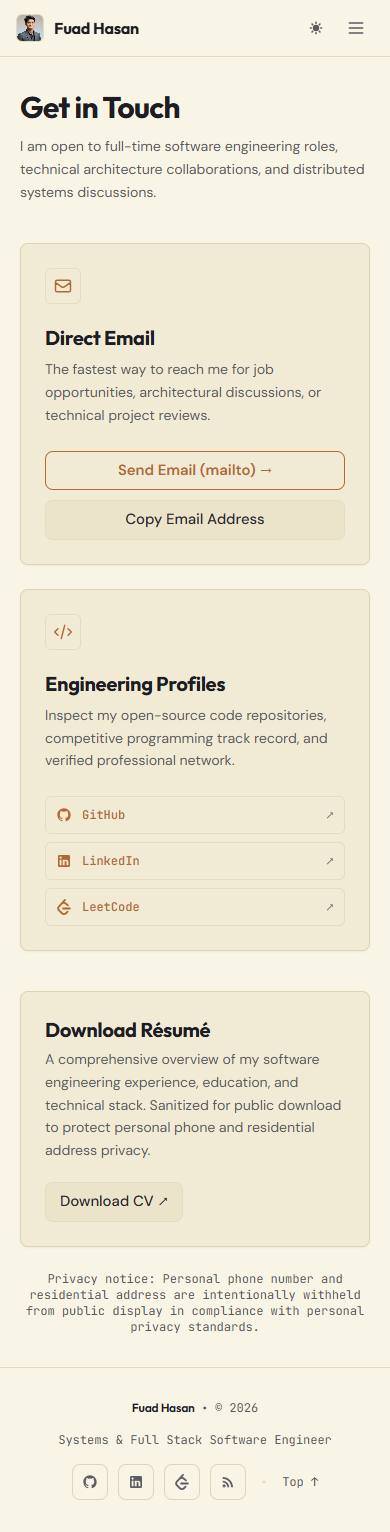 Fuad Hasan
Get in Touch
I am open to full-time software engineering roles,
technical architecture collaborations, and distributed
systems discussions.
Direct Email
The fastest way to reach me for job
opportunities, architectural discussions, or
technical project reviews.
Send Email (mailto) →
Copy Email Address
Engineering Profiles
Inspect my open-source code repositories,
competitive programming track record, and
verified professional network.
GitHub ↗
LinkedIn ↗
LeetCode ↗
Download Résumé
A comprehensive overview of my software
engineering experience, education, and
technical stack. Sanitized for public download
to protect personal phone and residential
address privacy.
Download CV ↗
Privacy notice: Personal phone number and
residential address are intentionally withheld
from public display in compliance with personal
privacy standards.
Fuad Hasan • © 2026
Systems & Full Stack Software Engineer
Top ↑